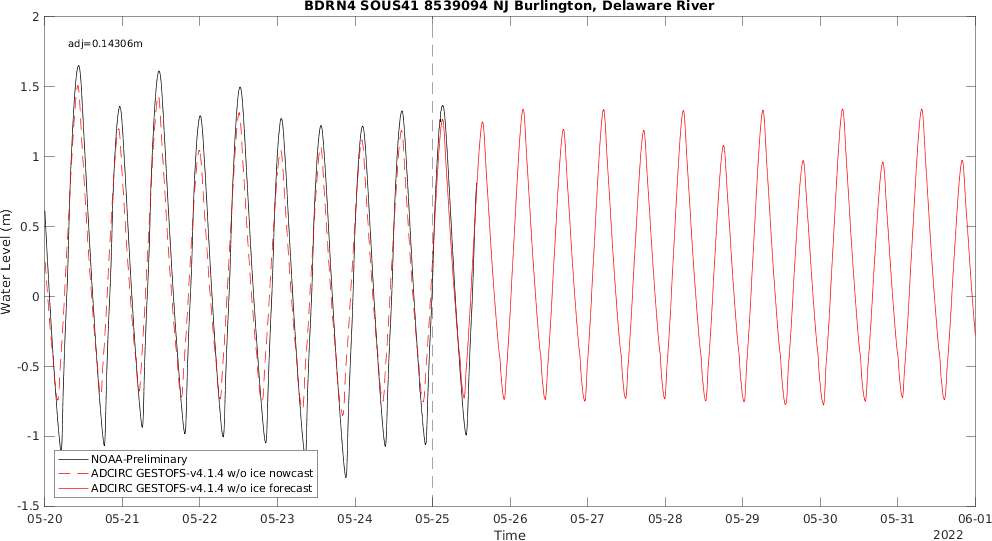 BDRN4 SOUS41 8539094 NJ Burlington, Delaware River
adj=0.14306m
2
1.5
1
0.5
0
-0.5
-1
-1.5
Water Level (m)
NOAA-Preliminary
ADCIRC GESTOFS-v4.1.4 w/o ice nowcast
ADCIRC GESTOFS-v4.1.4 w/o ice forecast
05-20 05-21 05-22 05-23 05-24 05-25 05-26 05-27 05-28 05-29 05-30 05-31 06-01
Time
2022